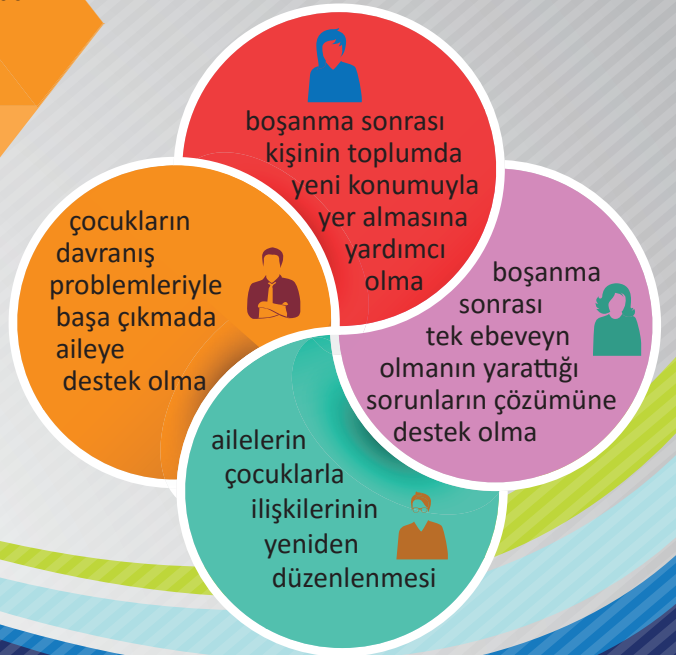 boşanma sonrası
kişinin toplumda
yeni konumuyla
yer almasına
yardımcı
olma
çocukların
davranış
problemleriyle
başa çıkmada
aileye
destek olma
boşanma
sonrası
tek ebeveyn
olmanın yarattığı
sorunların çözümüne
destek olma
ailelerin
çocuklarla
ilişkilerinin
yeniden
düzenlenmesi